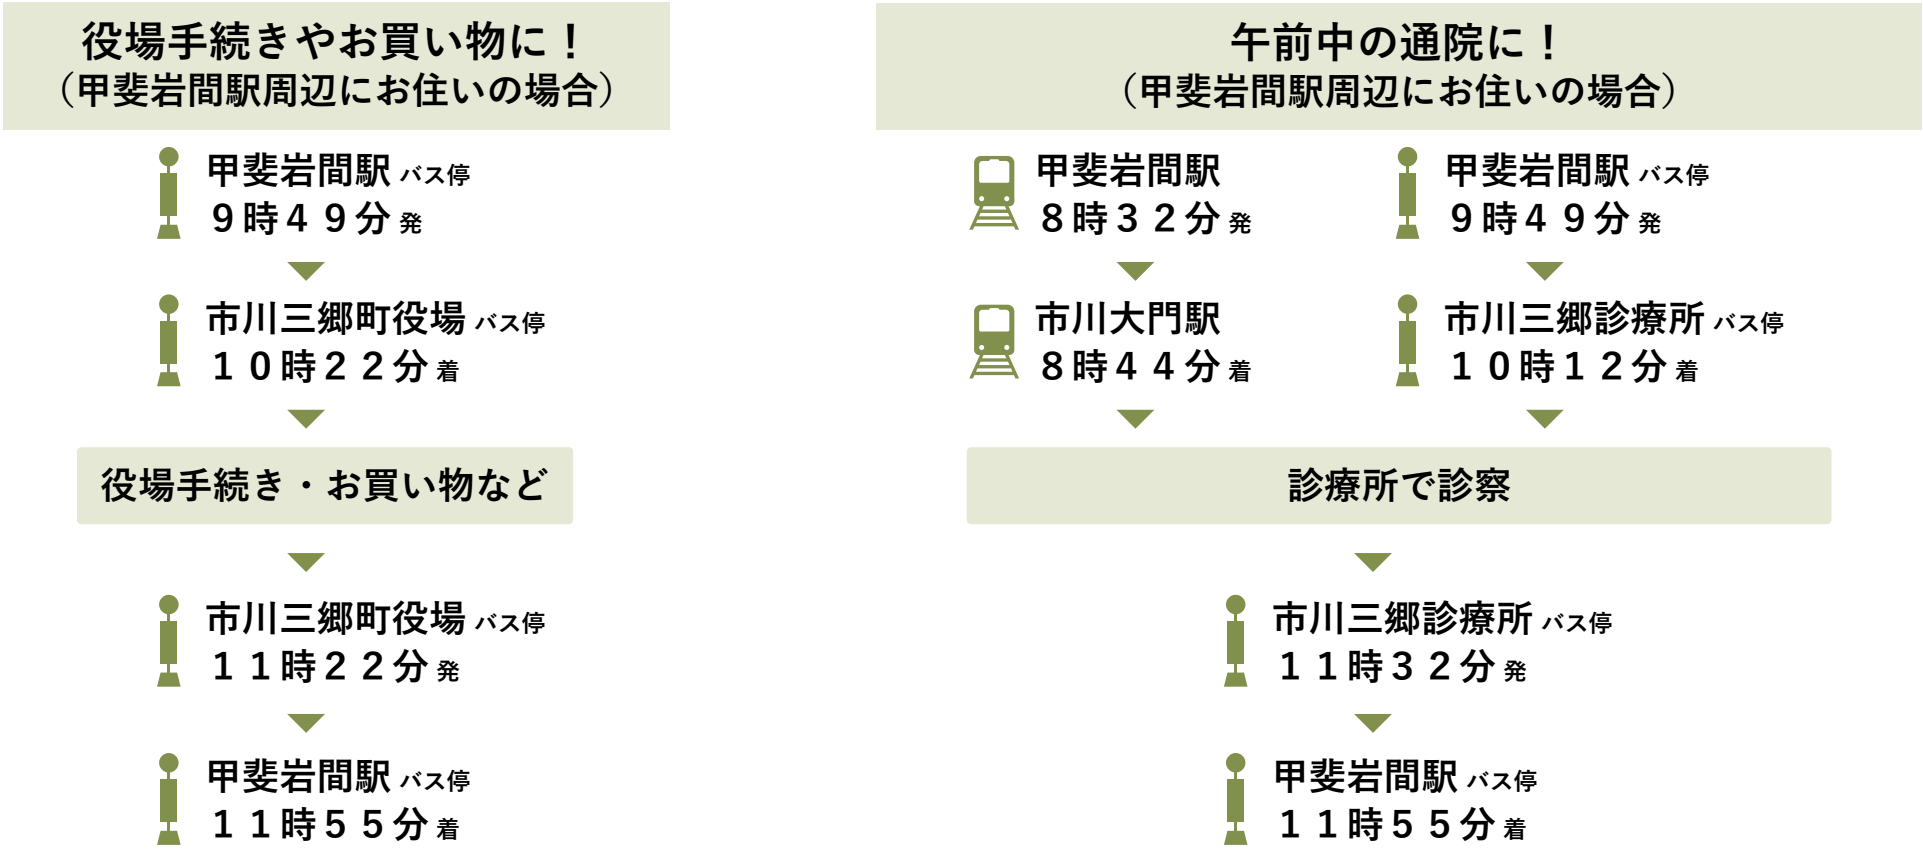 役場手続きやお買い物に！
（甲斐岩間駅周辺にお住いの場合）
甲斐岩間駅 バス停
９時４９分 発
市川三郷町役場 バス停
１０時２２分 着
役場手続き・お買い物など
市川三郷町役場 バス停
１１時２２分 発
甲斐岩間駅 バス停
１１時５５分 着
午前中の通院に！
（甲斐岩間駅周辺にお住いの場合）
甲斐岩間駅
８時３２分 発
市川大門駅
８時４４分 着
甲斐岩間駅 バス停
９時４９分 発
市川三郷診療所 バス停
１０時１２分 着
診療所で診察
市川三郷診療所 バス停
１１時３２分 発
甲斐岩間駅 バス停
１１時５５分 着